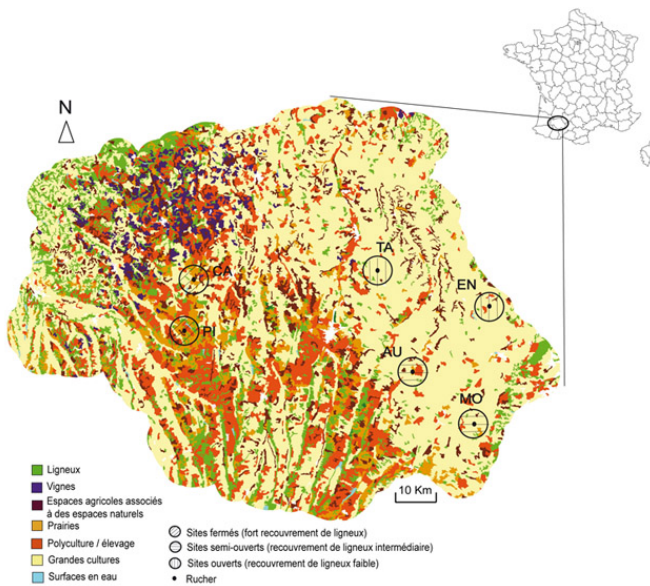 N
TA
CA
EN
PI
AU
MO
10 Km
Ligneux
Vignes
Espaces agricoles associés
à des espaces naturels
Prairies
Polyculture / élevage
Grandes cultures
Surfaces en eau
Sites fermés (fort recouvrement de ligneux)
Sites semi-ouverts (recouvrement de ligneux intermédiaire)
Sites ouverts (recouvrement de ligneux faible)
Rucher